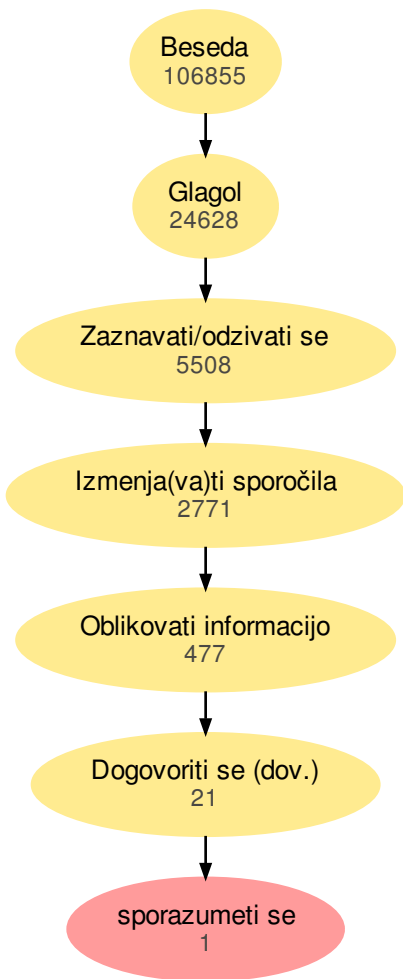 Beseda
106855
Glagol
24628
Zaznavati/odzivati se
5508
Izmenja(va)ti sporočila
2771
Oblikovati informacijo
477
Dogovoriti se (dov.)
21
sporazumeti se
1